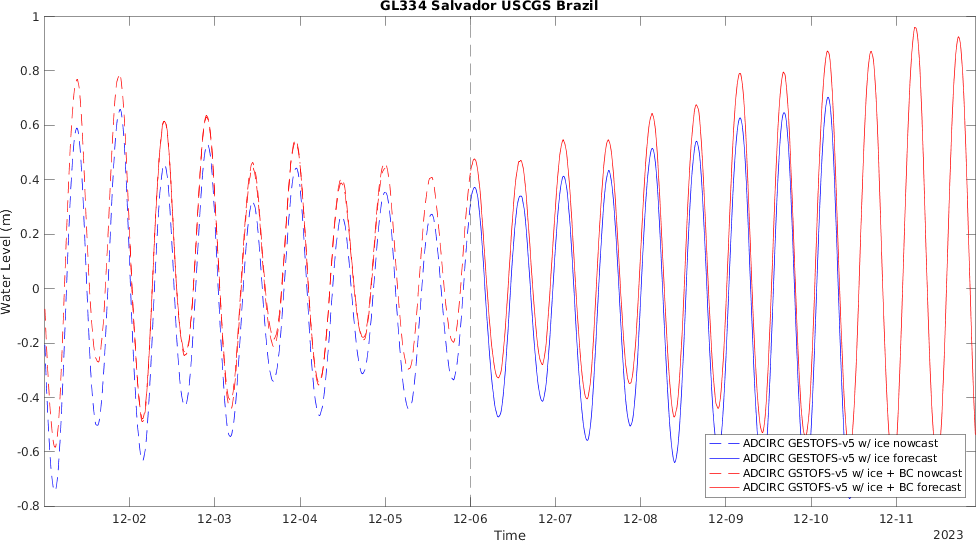 GL334 Salvador USCGS Brazil
1
0.8
0.6
0.4
0.2
0
-0.2
-0.4
-0.6
-0.8
Water Level (m)
ADCIRC GESTOFS-v5 w/ ice nowcast
ADCIRC GESTOFS-v5 w/ ice forecast
ADCIRC GSTOFS-v5 w/ ice + BC nowcast
ADCIRC GSTOFS-v5 w/ ice + BC forecast
12-02 12-03 12-04 12-05 12-06 12-07 12-08 12-09 12-10 12-11
Time
2023